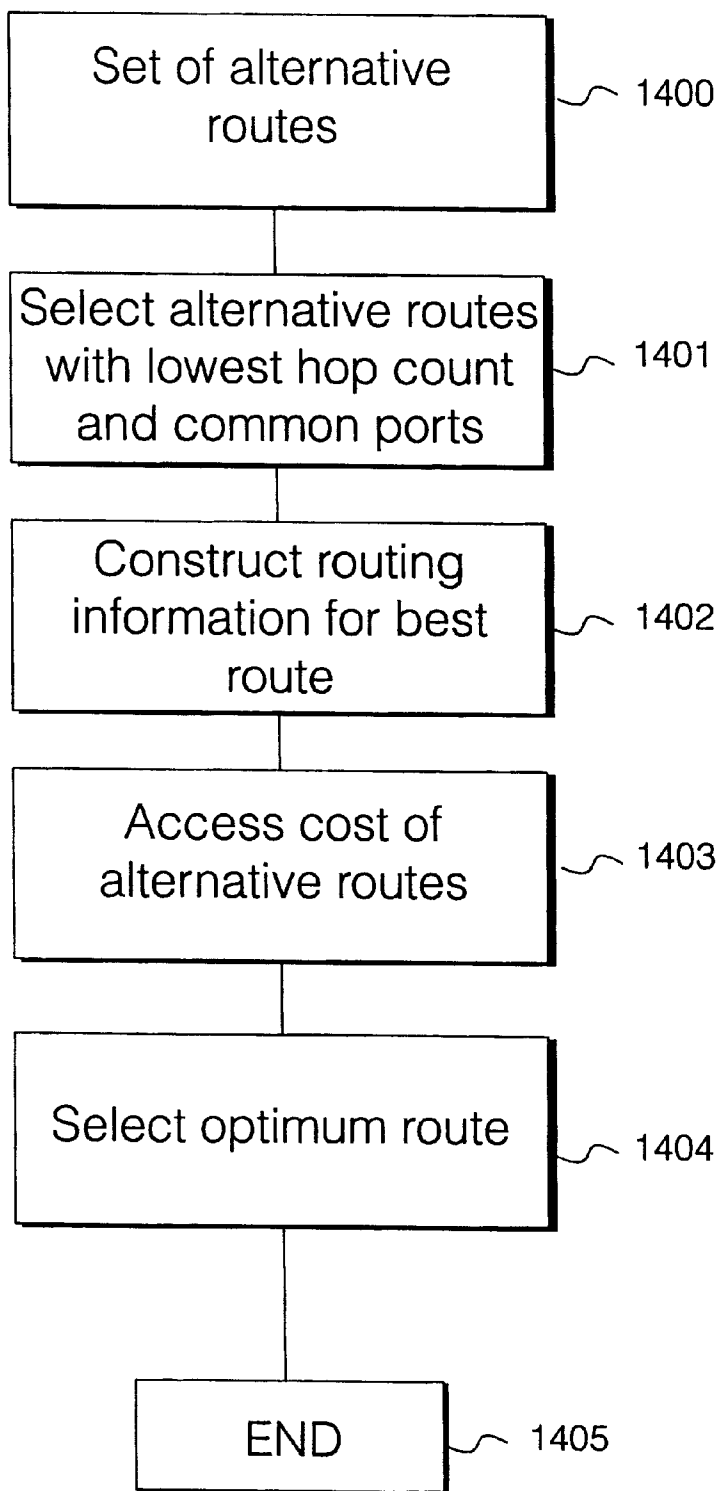 Set of alternative
routes
1400
Select alternative routes
with lowest hop count
and common ports
1401
Construct routing
information for best
route
1402
Access cost of
alternative routes
1403
Select optimum route
1404
END
1405